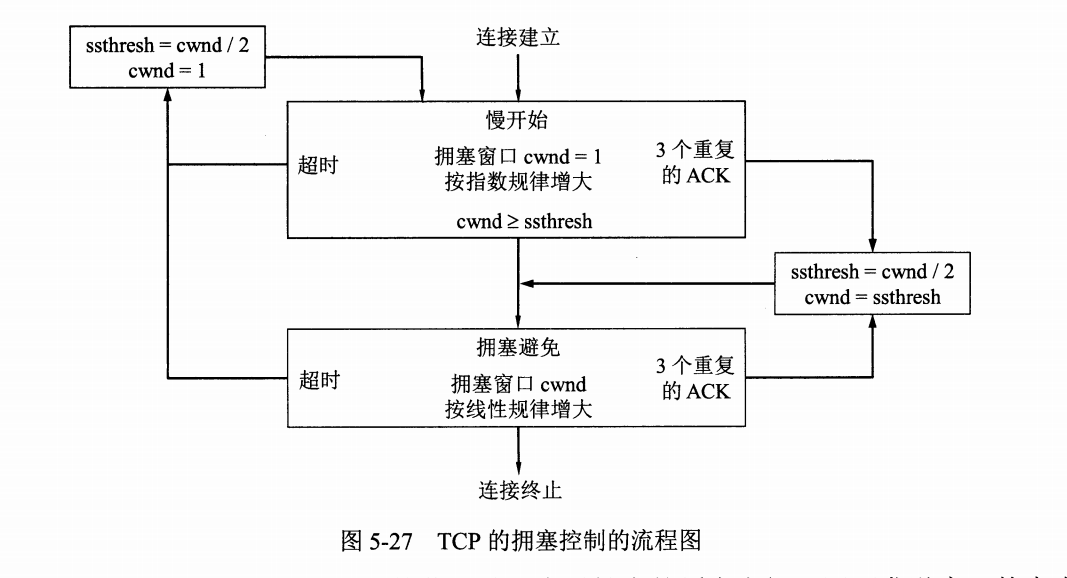 ssthresh = cwnd / 2
cwnd = 1
连接建立
慢开始
超时
拥塞窗口 cwnd = 1
按指数规律增大
3 个重复
的 ACK
cwnd ≥ ssthresh
ssthresh = cwnd / 2
cwnd = ssthresh
拥塞避免
超时
拥塞窗口 cwnd
按线性规律增大
3 个重复
的 ACK
连接终止
图 5-27 TCP 的拥塞控制的流程图